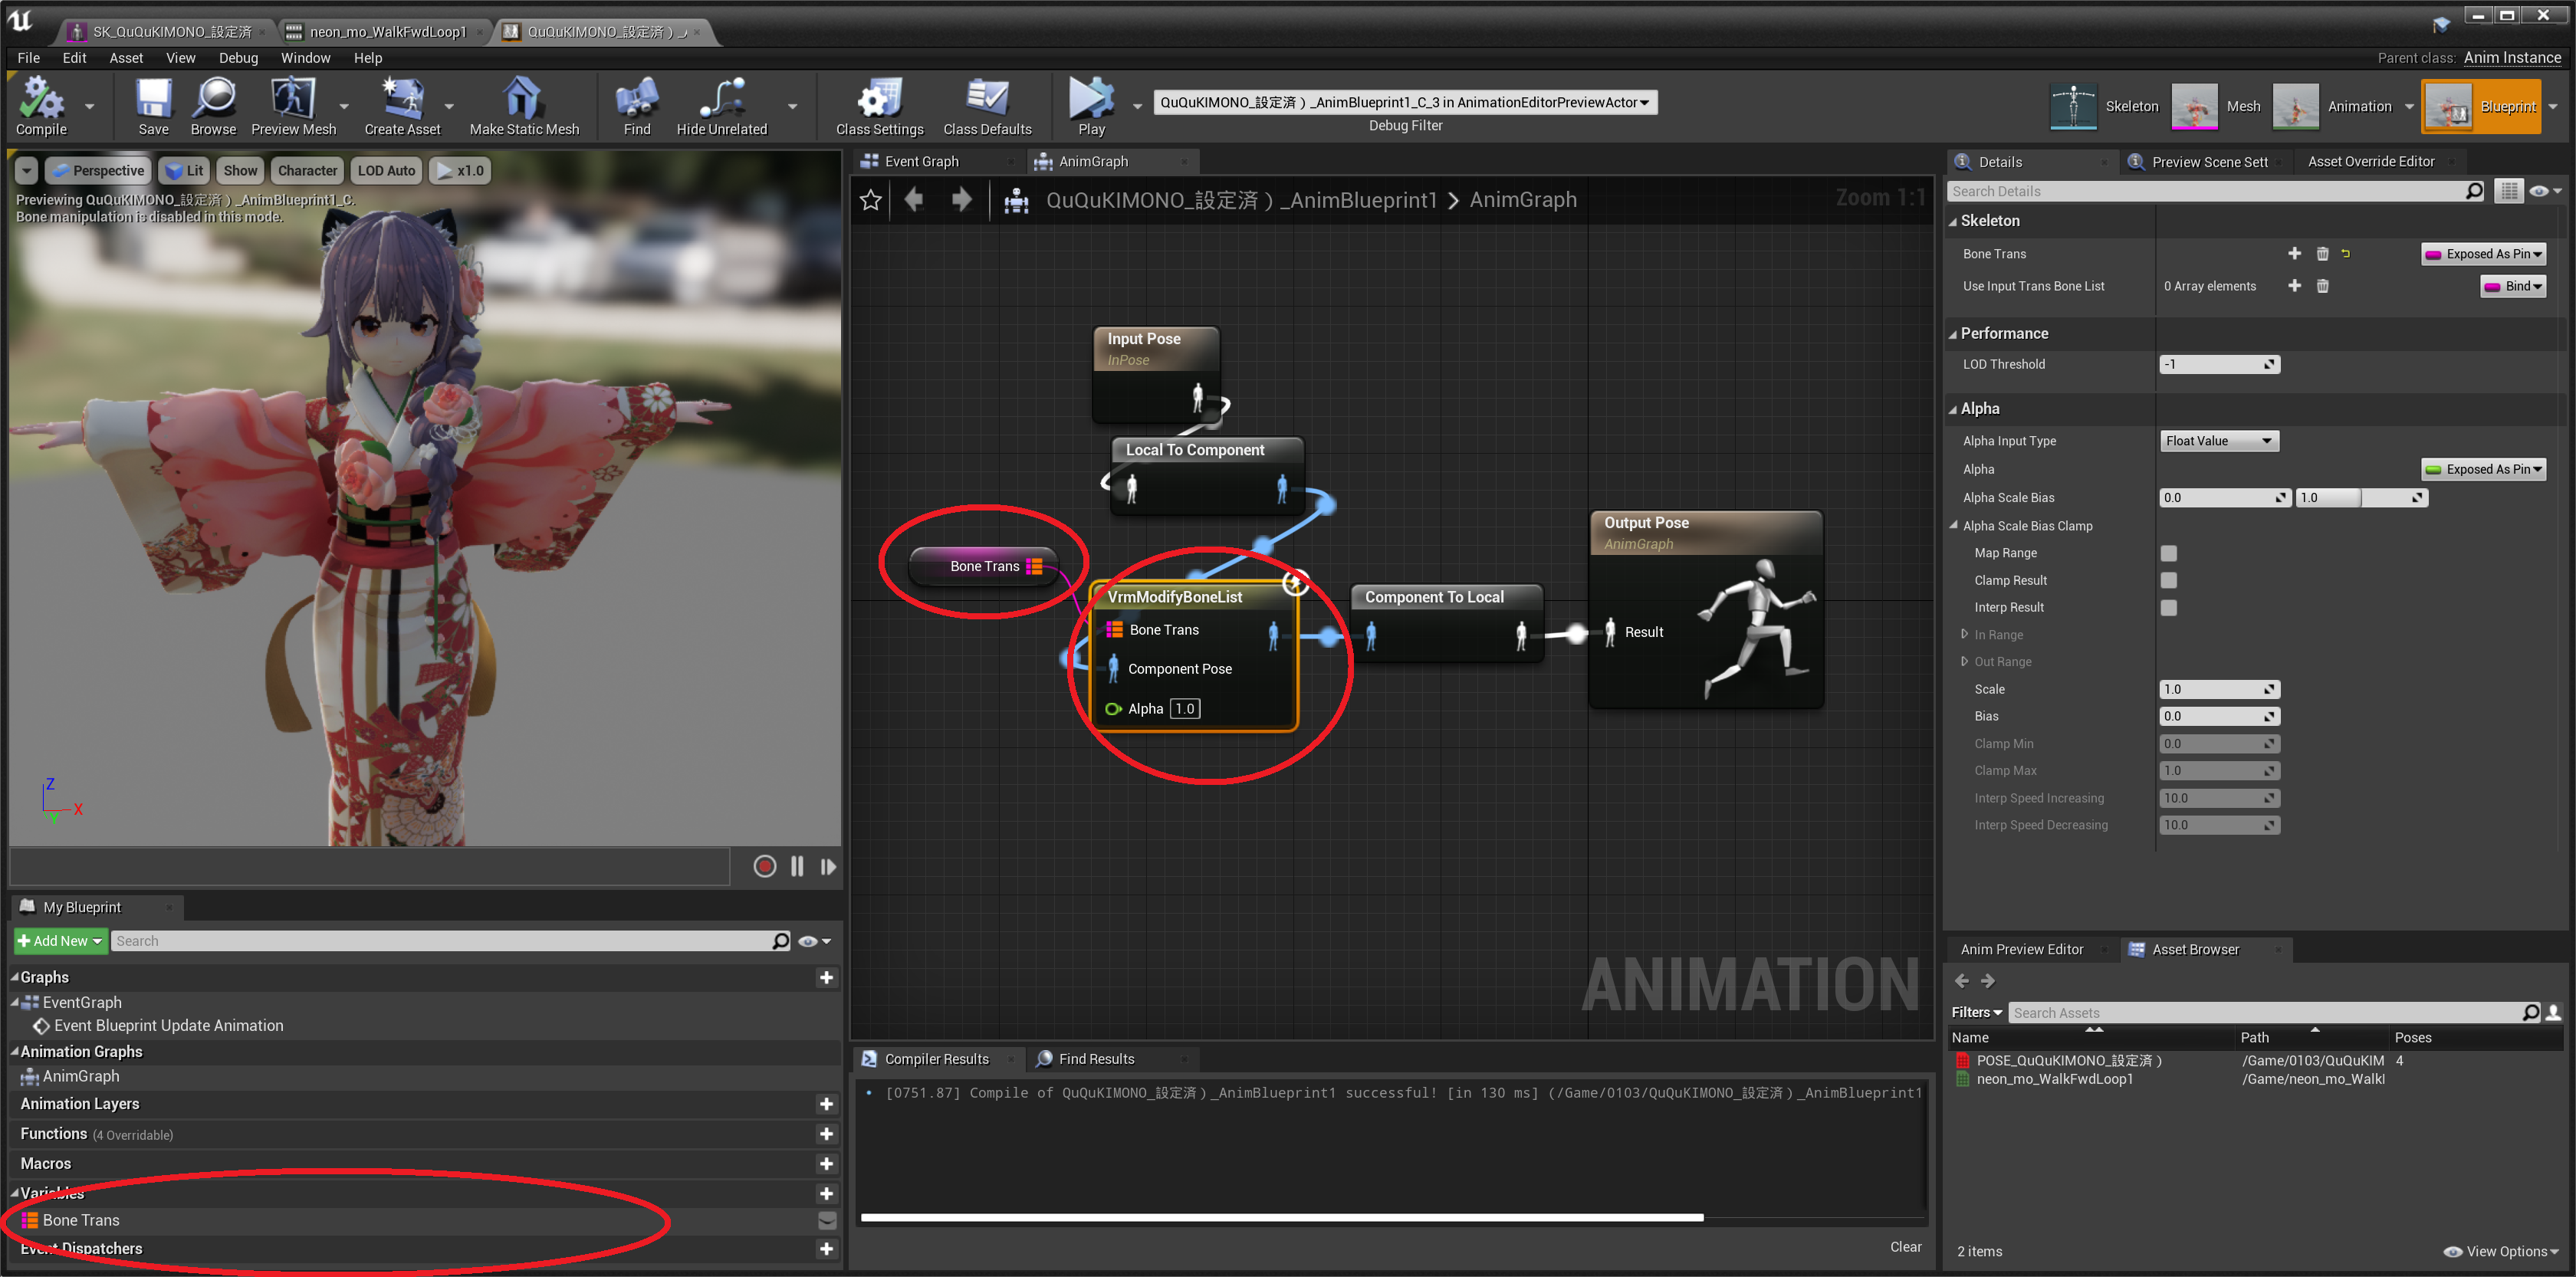 SK_QuQuKIMONO_設定済
neon_mo_WalkFwdLoop1
QuQuKIMONO_設定済）_
File Edit Asset View Debug Window Help
Parent class: Anim Instance
Compile
Save
Browse
Preview Mesh
Create Asset
Make Static Mesh
Find
Hide Unrelated
Class Settings
Class Defaults
Play
QuQuKIMONO_設定済）_AnimBlueprint1_C_3 in AnimationEditorPreviewActor
Debug Filter
Skeleton
Mesh
Animation
Blueprint
Perspective
Lit
Show
Character
LOD Auto
x1.0
Previewing QuQuKIMONO_設定済）_AnimBlueprint1_C.
Bone manipulation is disabled in this mode.
Z
X
Y
Event Graph
AnimGraph
QuQuKIMONO_設定済）_AnimBlueprint1 > AnimGraph
Zoom 1:1
Input Pose
InPose
Local To Component
Bone Trans
VrmModifyBoneList
Bone Trans
Component Pose
Alpha 1.0
Component To Local
Output Pose
AnimGraph
Result
ANIMATION
Details
Preview Scene Sett
Asset Override Editor
Search Details
Skeleton
Bone Trans
Exposed As Pin
Use Input Trans Bone List
0 Array elements
Bind
Performance
LOD Threshold
-1
Alpha
Alpha Input Type
Float Value
Alpha
Exposed As Pin
Alpha Scale Bias
0.0
1.0
Alpha Scale Bias Clamp
Map Range
Clamp Result
Interp Result
In Range
Out Range
Scale
1.0
Bias
0.0
Clamp Min
0.0
Clamp Max
1.0
Interp Speed Increasing
10.0
Interp Speed Decreasing
10.0
My Blueprint
Add New
Search
Graphs
EventGraph
Event Blueprint Update Animation
Animation Graphs
AnimGraph
Animation Layers
Functions (4 Overridable)
Macros
Variables
Bone Trans
Event Dispatchers
Compiler Results
Find Results
[0751.87] Compile of QuQuKIMONO_設定済）_AnimBlueprint1 successful! [in 130 ms] (/Game/0103/QuQuKIMONO_設定済）_AnimBlueprint1
Clear
Anim Preview Editor
Asset Browser
Filters
Search Assets
Name
Path
Poses
POSE_QuQuKIMONO_設定済）
/Game/0103/QuQuKIM
4
neon_mo_WalkFwdLoop1
/Game/neon_mo_Walk
2 items
View Options